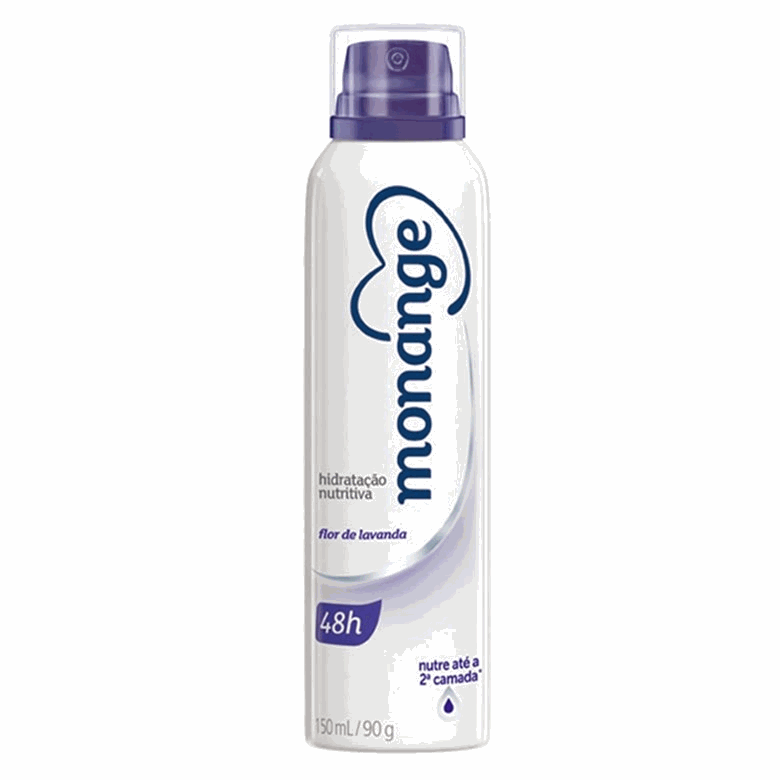 monange
hidratação
nutritiva
flor de lavanda
48h
nutre até a
2ª camada*
150 mL / 90 g